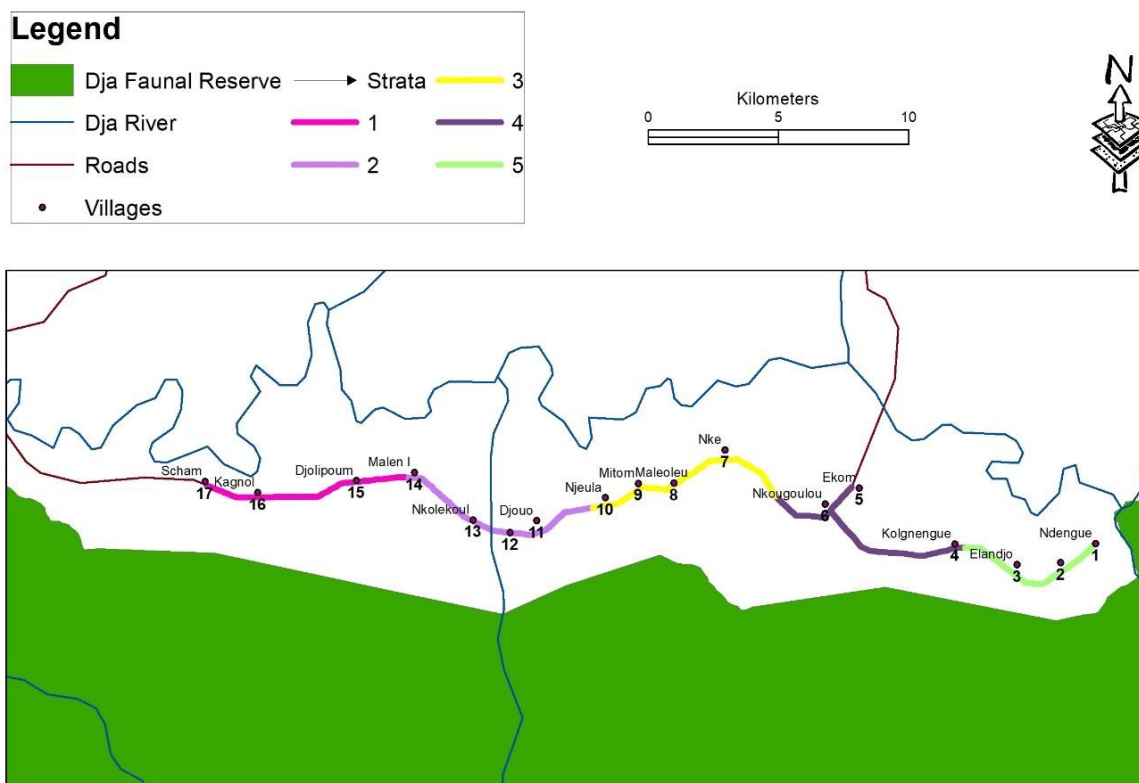 Legend
Dja Faunal Reserve Strata 3
Dja River 1 4
Roads 2 5
Villages
Kilometers
0 5 10
N
Nke
7
Malen I
14
Scham
17
Kagnol
16
Djolipoum
15
Mitom Maleoleu
9 8
Ekom
5
Njeula
10
Nkougoulou
6
Nkolekoul
13
Djouo
11
12
Kolgnengue
4
Ndengue
1
Elandjo
3
2